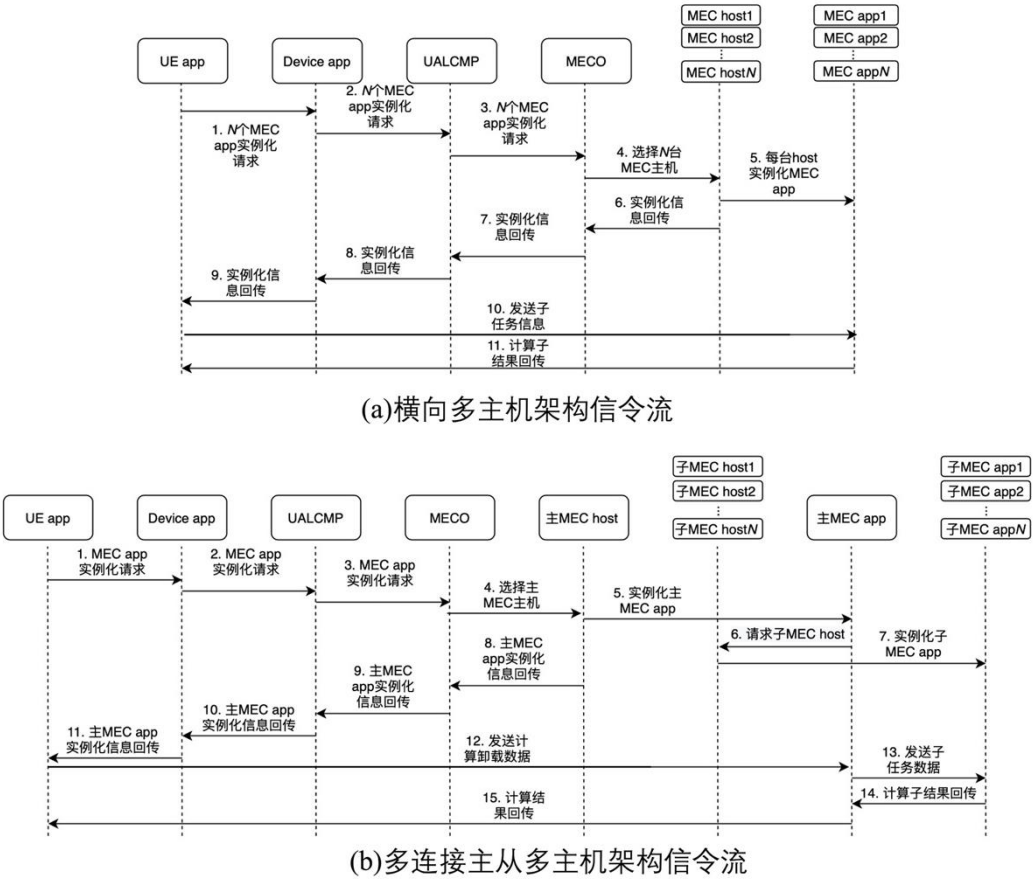 MEC host1
MEC host2
⋮
MEC hostN
MEC app1
MEC app2
⋮
MEC appN
UE app
Device app
UALCMP
MECO
1. N个MEC
app实例化
请求
2. N个MEC
app实例化
请求
3. N个MEC
app实例化
请求
4. 选择N台
MEC主机
5. 每台host
实例化MEC
app
6. 实例化信
息回传
7. 实例化信
息回传
8. 实例化信
息回传
9. 实例化信
息回传
10. 发送子
任务信息
11. 计算子
结果回传
(a)横向多主机架构信令流
子MEC host1
子MEC host2
⋮
子MEC hostN
子MEC app1
子MEC app2
⋮
子MEC appN
UE app
Device app
UALCMP
MECO
主MEC host
主MEC app
1. MEC app
实例化请求
2. MEC app
实例化请求
3. MEC app
实例化请求
4. 选择主
MEC主机
5. 实例化主
MEC app
6. 请求子MEC host
7. 实例化子
MEC app
8. 主MEC
app实例化
信息回传
9. 主MEC
app实例化
信息回传
10. 主MEC app
实例化信息回传
11. 主MEC app
实例化信息回传
12. 发送计
算卸载数据
13. 发送子
任务数据
14. 计算子结果回传
15. 计算结
果回传
(b)多连接主从多主机架构信令流